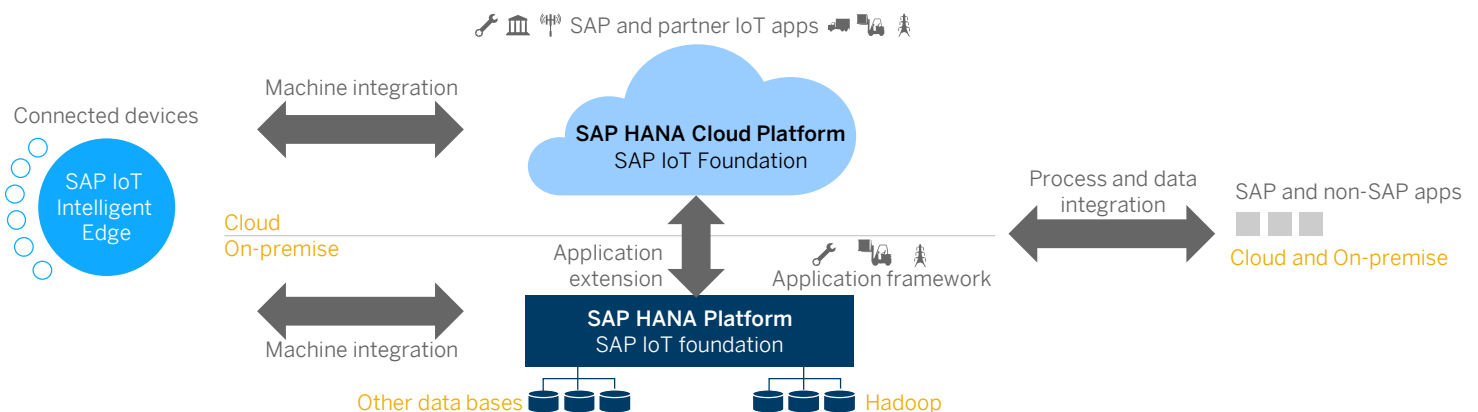 SAP and partner IoT apps
Machine integration
Connected devices
SAP HANA Cloud Platform
SAP IoT Foundation
SAP IoT
Intelligent
Edge
Process and data
integration
SAP and non-SAP apps
Cloud
On-premise
Cloud and On-premise
Application
extension
Application framework
SAP HANA Platform
SAP IoT foundation
Machine integration
Other data bases
Hadoop